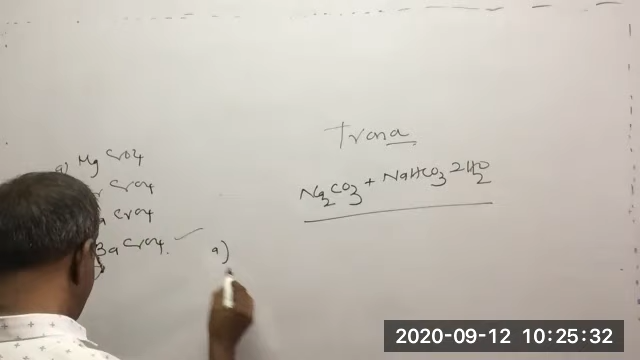 a) Mg CrO4
CrO4
a CrO4
Ba CrO4.
a)
Trona
Na2CO3 + NaHCO3 2H2O
2020-09-12 10:25:32